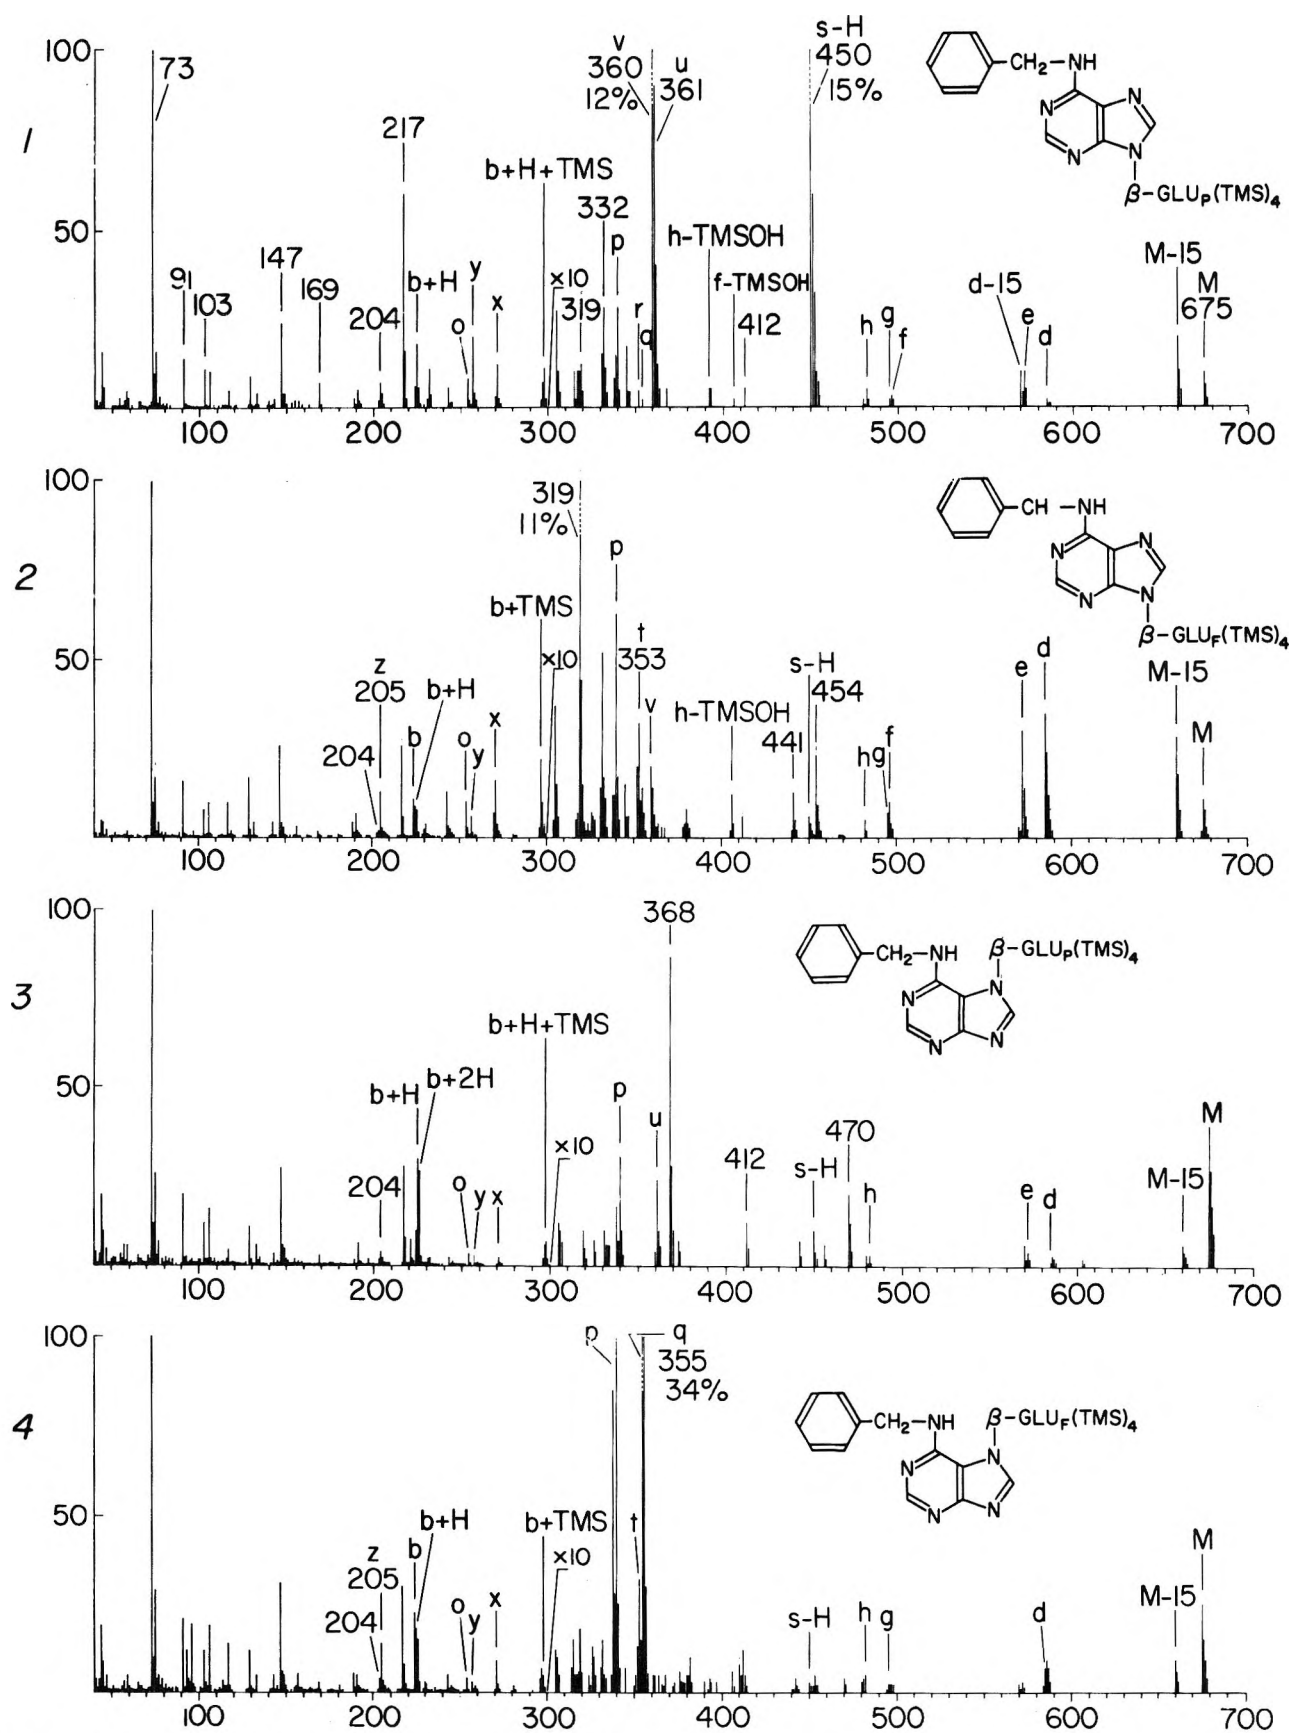 1
100
50
73
91
103
147
169
204
217
b+H
o
y
x
b+H+TMS
×10
319
332
p
r
q
v
360
12%
u
361
h-TMSOH
f-TMSOH
412
s-H
450
15%
h
g
f
d-15
e
d
M-15
M
675
CH2-NH
N
N
N
N
β-GLUP(TMS)4
100
200
300
400
500
600
700
2
100
50
204
z
205
b
b+H
o
y
x
b+TMS
×10
319
11%
p
t
353
v
h-TMSOH
441
s-H
454
h
g
f
e
d
M-15
M
CH -NH
N
N
N
N
β-GLUF(TMS)4
100
200
300
400
500
600
700
3
100
50
204
b+H
b+2H
o
y
x
b+H+TMS
×10
p
u
368
412
s-H
470
h
e
d
M-15
M
CH2-NH
β-GLUP(TMS)4
N
N
N
N
100
200
300
400
500
600
700
4
100
50
204
z
205
b
b+H
o
y
x
b+TMS
×10
p
t
q
355
34%
s-H
h
g
d
M-15
M
CH2-NH
β-GLUF(TMS)4
N
N
N
N
100
200
300
400
500
600
700